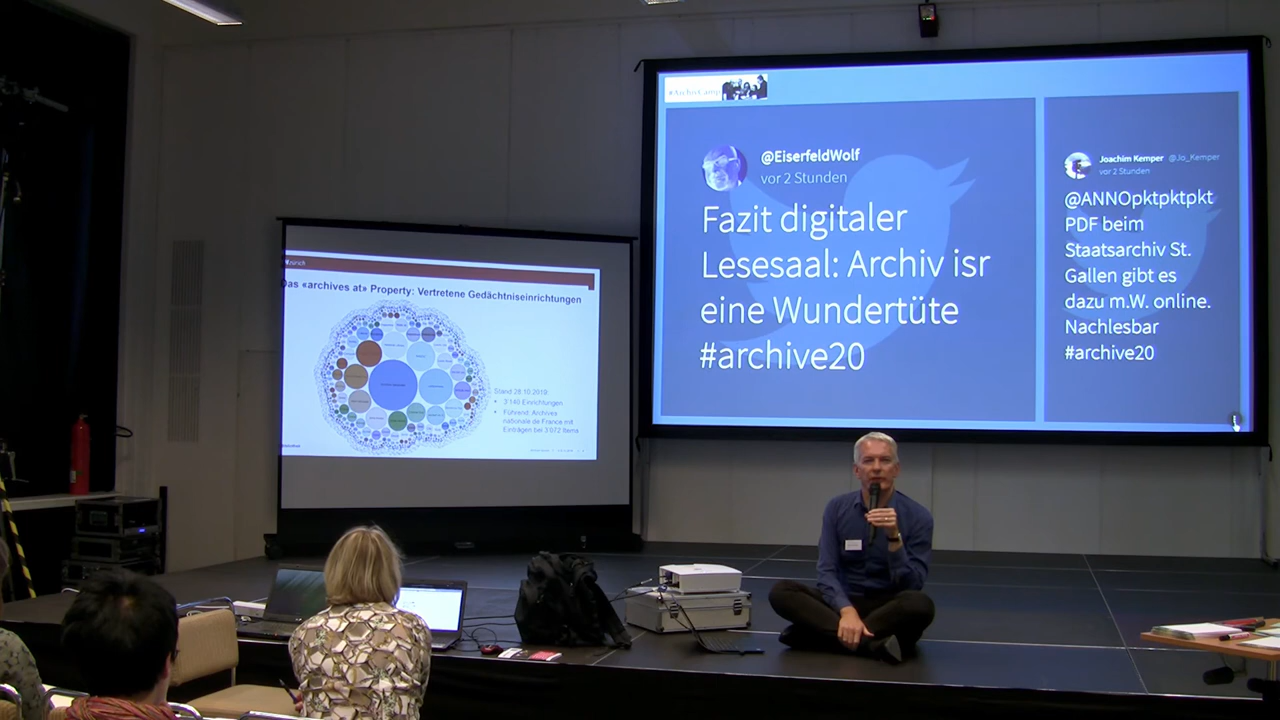 Das «archives at» Property: Vertretene Gedächtniseinrichtungen
Stand 28.10.2019:
• 3'140 Einrichtungen
• Führend: Archives
nationale de France mit
Einträgen bei 3'072 Items
#ArchivCamp
@EiserfeldWolf
vor 2 Stunden
Fazit digitaler
Lesesaal: Archiv isr
eine Wundertüte
#archive20
Joachim Kemper @Jo_Kemper
vor 2 Stunden
@ANNOpktpktpkt
PDF beim
Staatsarchiv St.
Gallen gibt es
dazu m.W. online.
Nachlesbar
#archive20